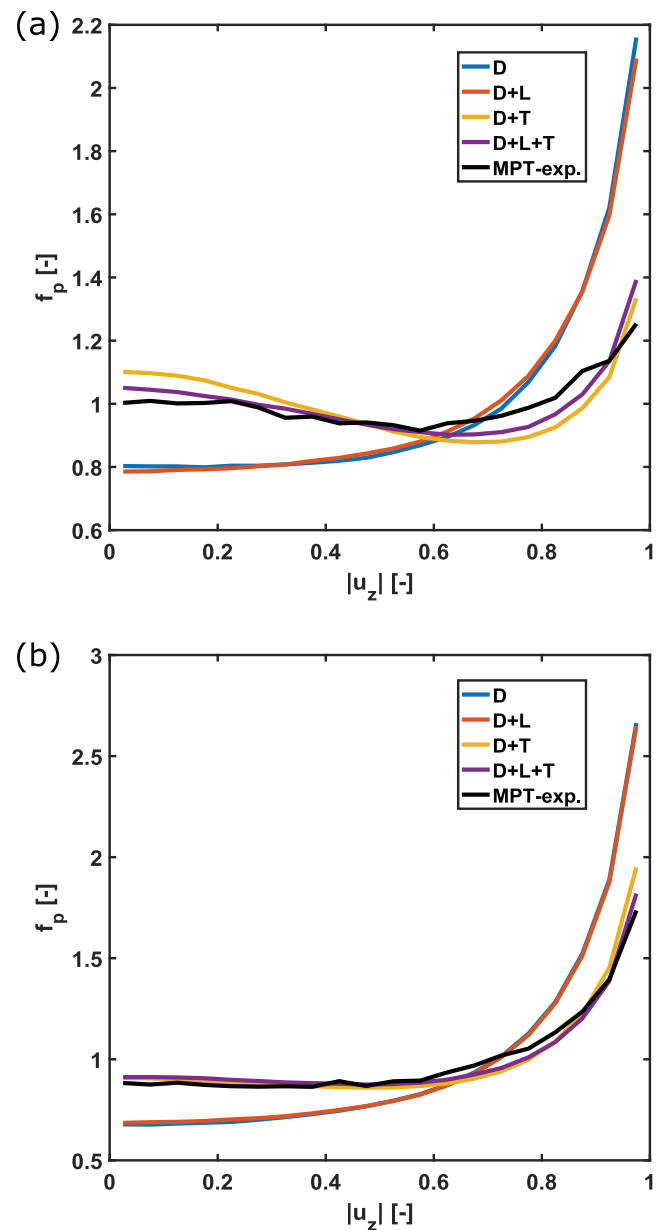 (a)
2.2
2
1.8
1.6
1.4
1.2
1
0.8
0.6
f_p [-]
D
D+L
D+T
D+L+T
MPT-exp.
0 0.2 0.4 0.6 0.8 1
|u_z| [-]
(b)
3
2.5
2
1.5
1
0.5
f_p [-]
D
D+L
D+T
D+L+T
MPT-exp.
0 0.2 0.4 0.6 0.8 1
|u_z| [-]